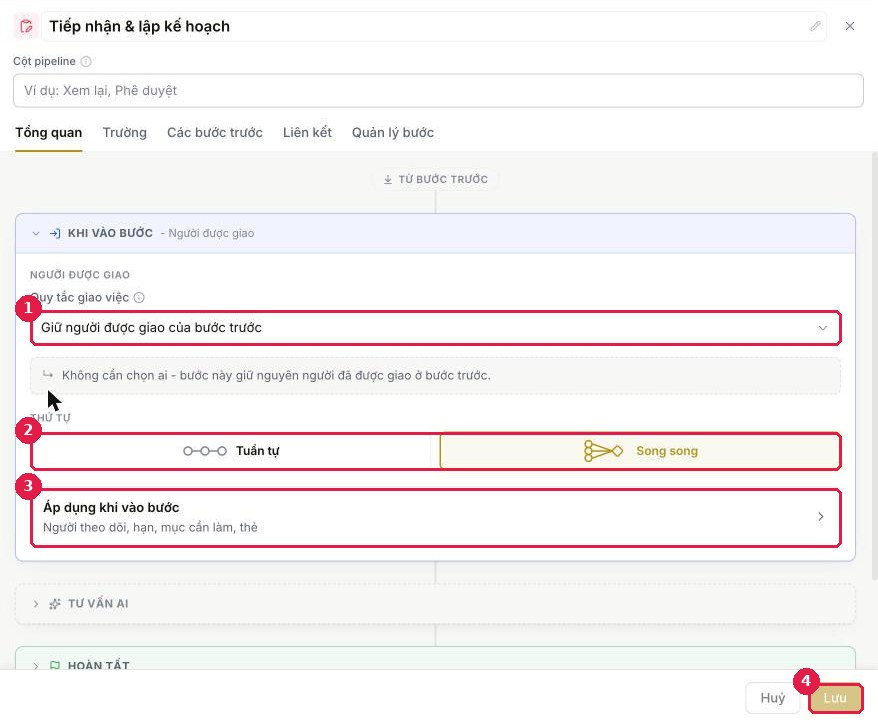 Tiếp nhận & lập kế hoạch
Cột pipeline
Ví dụ: Xem lại, Phê duyệt
Tổng quan Trường Các bước trước Liên kết Quản lý bước
TỪ BƯỚC TRƯỚC
KHI VÀO BƯỚC - Người được giao
NGƯỜI ĐƯỢC GIAO
Quy tắc giao việc
1
Giữ người được giao của bước trước
Không cần chọn ai - bước này giữ nguyên người đã được giao ở bước trước.
THỨ TỰ
2
Tuần tự Song song
3
Áp dụng khi vào bước
Người theo dõi, hạn, mục cần làm, thẻ
TƯ VẤN AI
HOÀN TẤT
4
Huỷ Lưu